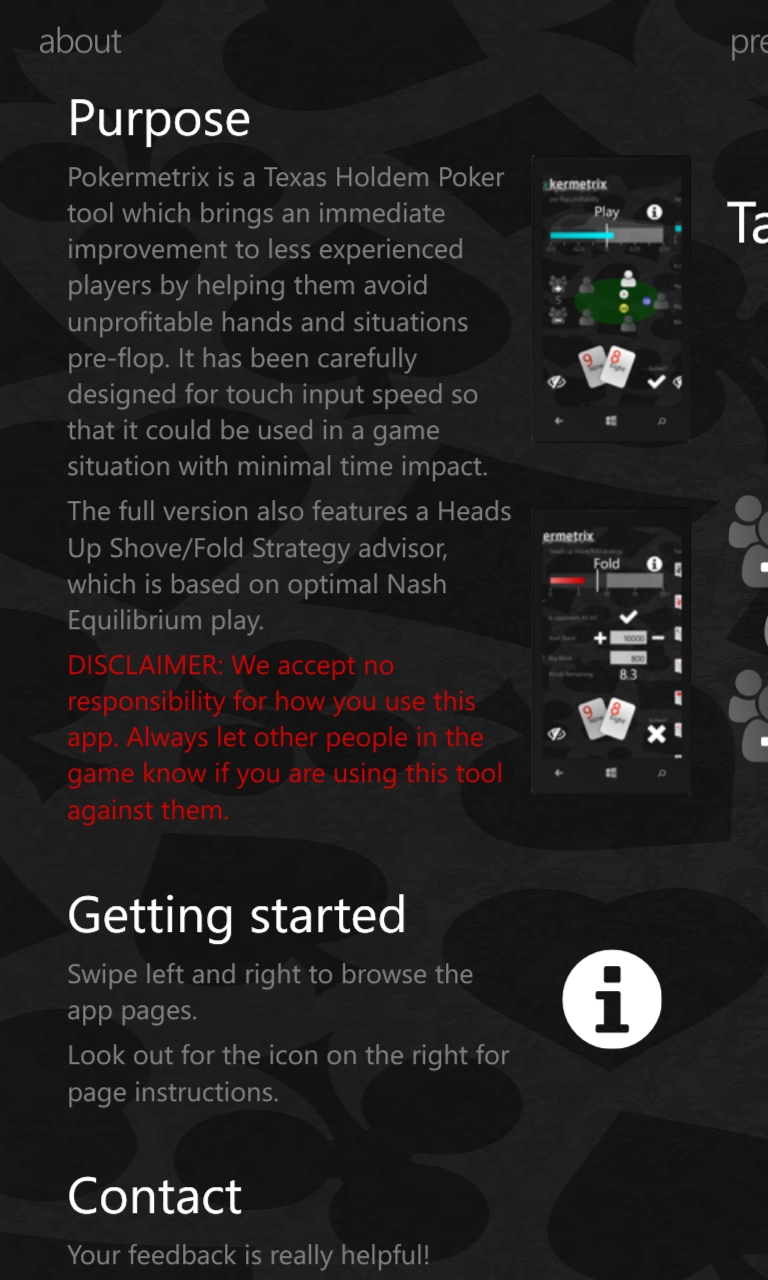 about
pre
Purpose
Pokermetrix is a Texas Holdem Poker
tool which brings an immediate
improvement to less experienced
players by helping them avoid
unprofitable hands and situations
pre-flop. It has been carefully
designed for touch input speed so
that it could be used in a game
situation with minimal time impact.
The full version also features a Heads
Up Shove/Fold Strategy advisor,
which is based on optimal Nash
Equilibrium play.
DISCLAIMER: We accept no
responsibility for how you use this
app. Always let other people in the
game know if you are using this tool
against them.
kermetrix
Play
9
8
Ta
ermetrix
Fold
10000
800
8.3
9
8
Getting started
Swipe left and right to browse the
app pages.
Look out for the icon on the right for
page instructions.
Contact
Your feedback is really helpful!